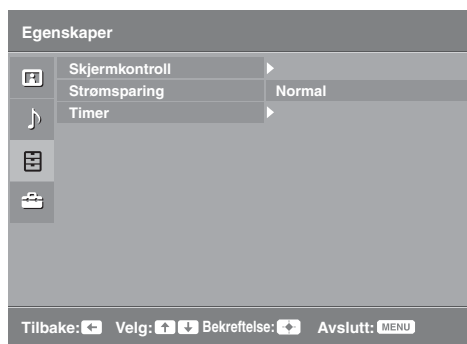 Egenskaper
Skjermkontroll
Strømsparing Normal
Timer
Tilbake: Velg: Bekreftelse: Avslutt: MENU